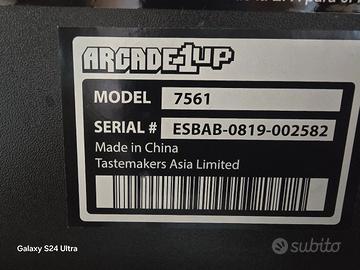 ARCADE1UP
MODEL 7561
SERIAL # ESBAB-0819-002582
Made in China
Tastemakers Asia Limited
Galaxy S24 Ultra
subito